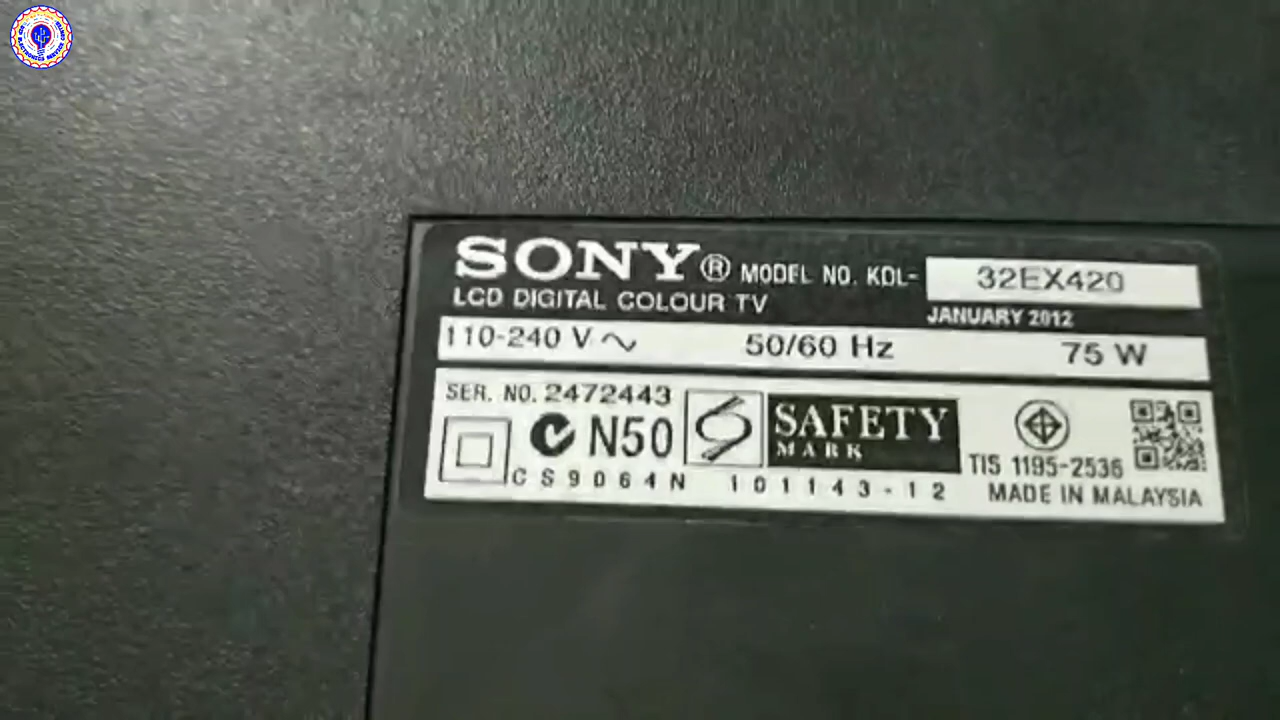 SONY® MODEL NO. KDL- 32EX420
LCD DIGITAL COLOUR TV JANUARY 2012
110-240 V ~ 50/60 Hz 75 W
SER. NO. 2472443
N50 SAFETY
MARK
TIS 1195-2536
CS9064N 101143-12 MADE IN MALAYSIA